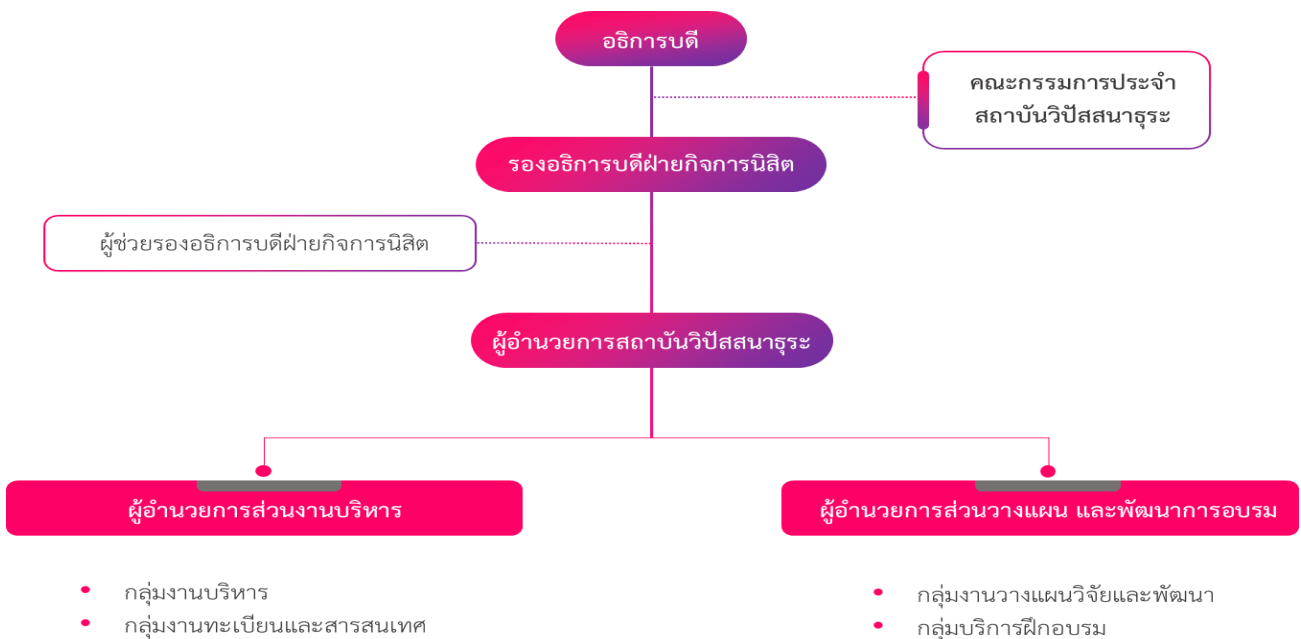 อธิการบดี
คณะกรรมการประจำ
สถาบันวิปัสสนาธุระ
รองอธิการบดีฝ่ายกิจการนิสิต
ผู้ช่วยรองอธิการบดีฝ่ายกิจการนิสิต
ผู้อำนวยการสถาบันวิปัสสนาธุระ
ผู้อำนวยการส่วนงานบริหาร
ผู้อำนวยการส่วนวางแผน และพัฒนาการอบรม
• กลุ่มงานบริหาร
• กลุ่มงานทะเบียนและสารสนเทศ
• กลุ่มงานวางแผนวิจัยและพัฒนา
• กลุ่มบริการฝึกอบรม